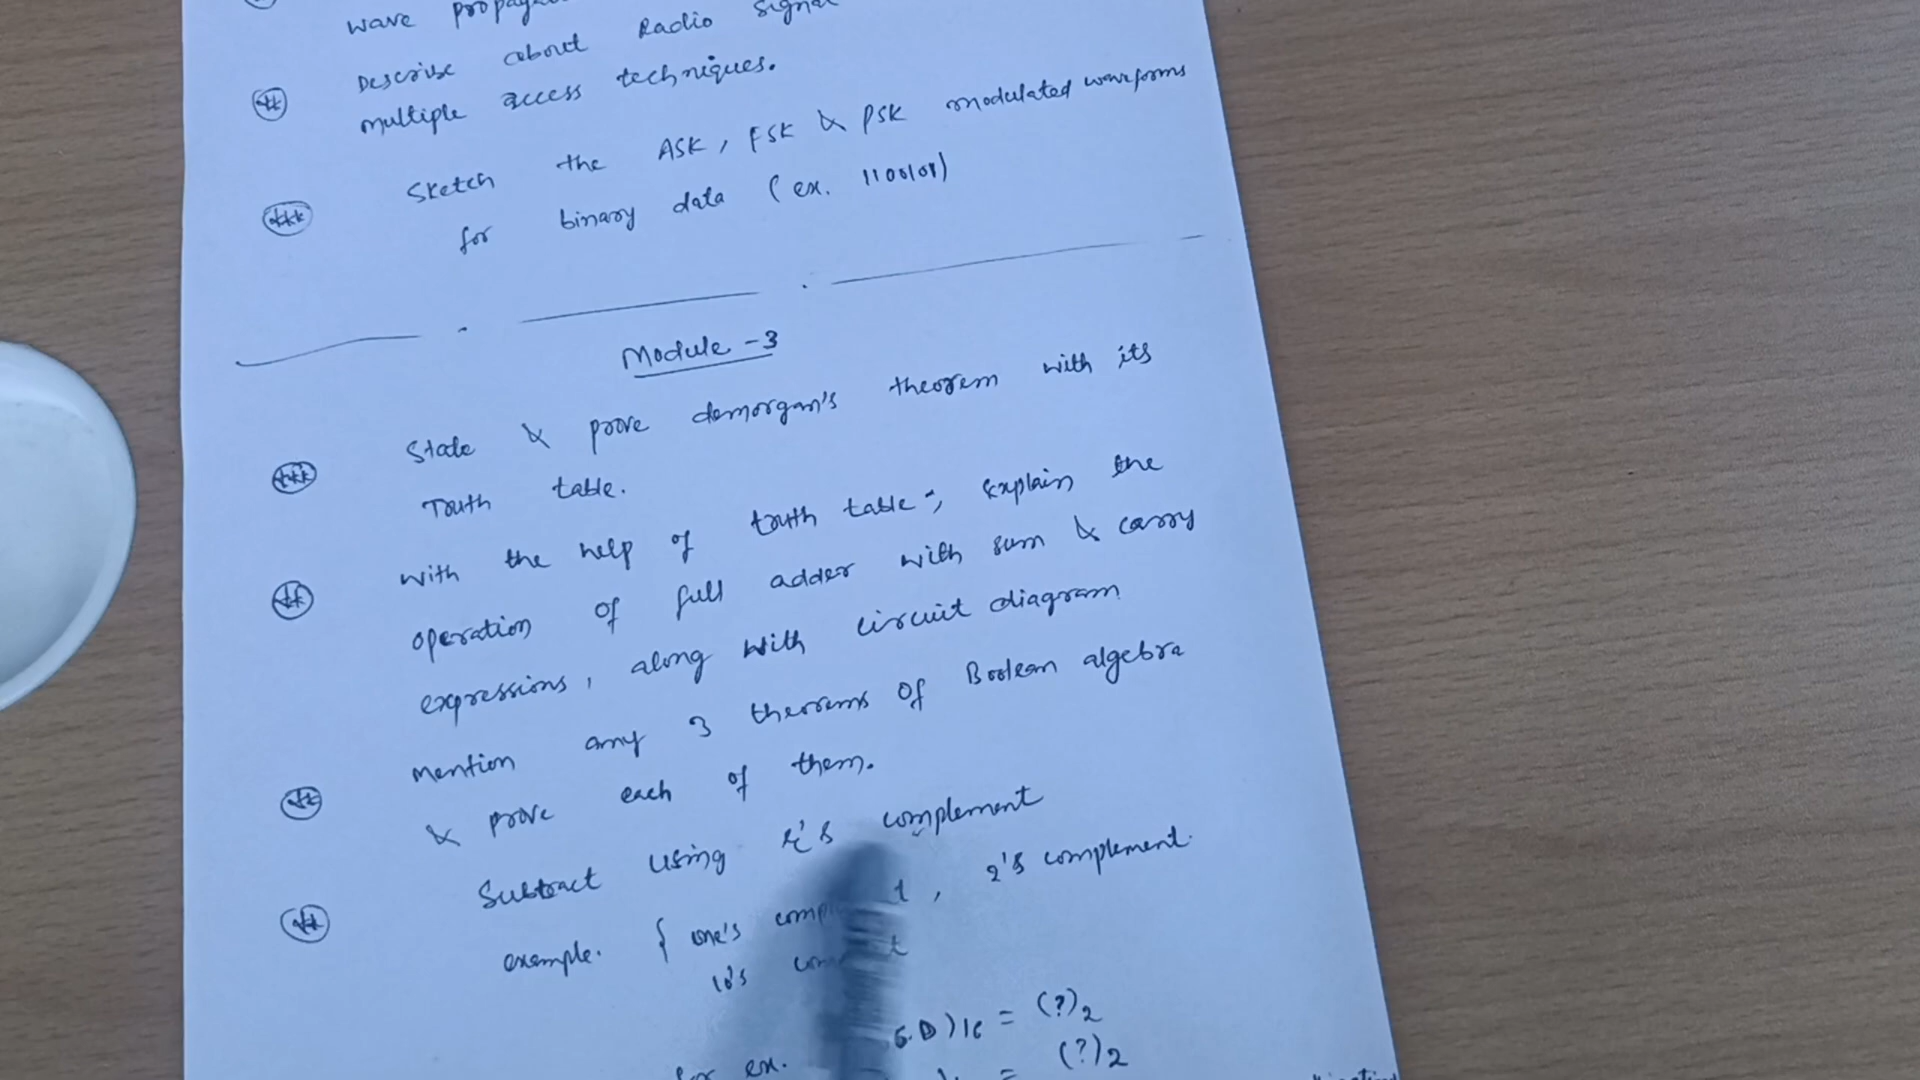 wave
Describe about Radio signal
** multiple access techniques.
Sketch the ASK, FSK & PSK modulated waveforms
*** for binary data (ex. 1100101)
Module -3
State & prove demorgan's theorem with its
*** Truth table.
with the help of truth table, explain the
** operation of full adder with sum & carry
expressions, along with circuit diagram
mention any 3 theorems of Boolean algebra
** & prove each of them.
Subtract using r's complement
** example. { one's , 2's complement.
10's
for ex. 6.D)16 = (?)2
= (?)2